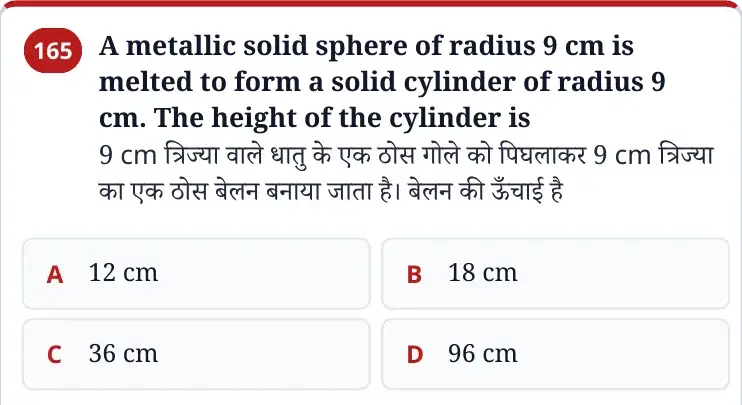 165 A metallic solid sphere of radius 9 cm is
melted to form a solid cylinder of radius 9
cm. The height of the cylinder is
9 cm त्रिज्या वाले धातु के एक ठोस गोले को पिघलाकर 9 cm त्रिज्या
का एक ठोस बेलन बनाया जाता है। बेलन की ऊँचाई है
A 12 cm
B 18 cm
C 36 cm
D 96 cm